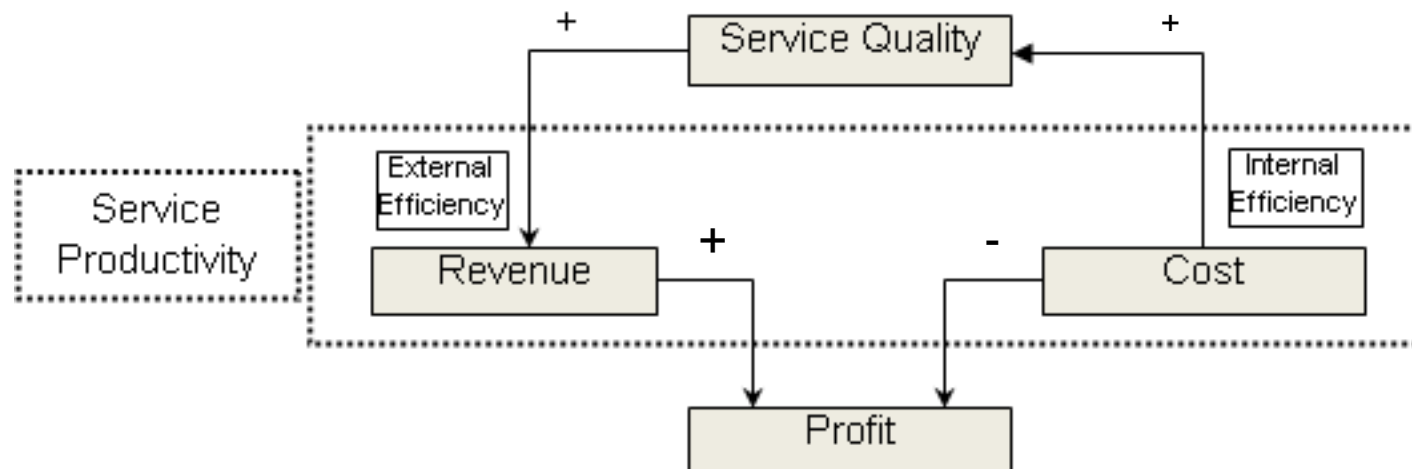 +
Service Quality
+
External
Efficiency
Internal
Efficiency
Service
Productivity
Revenue
+
-
Cost
Profit